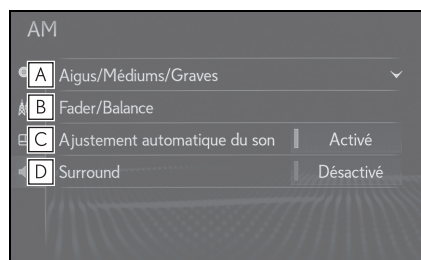 AM
A Aigus/Médiums/Graves
B Fader/Balance
C Ajustement automatique du son Activé
D Surround Désactivé